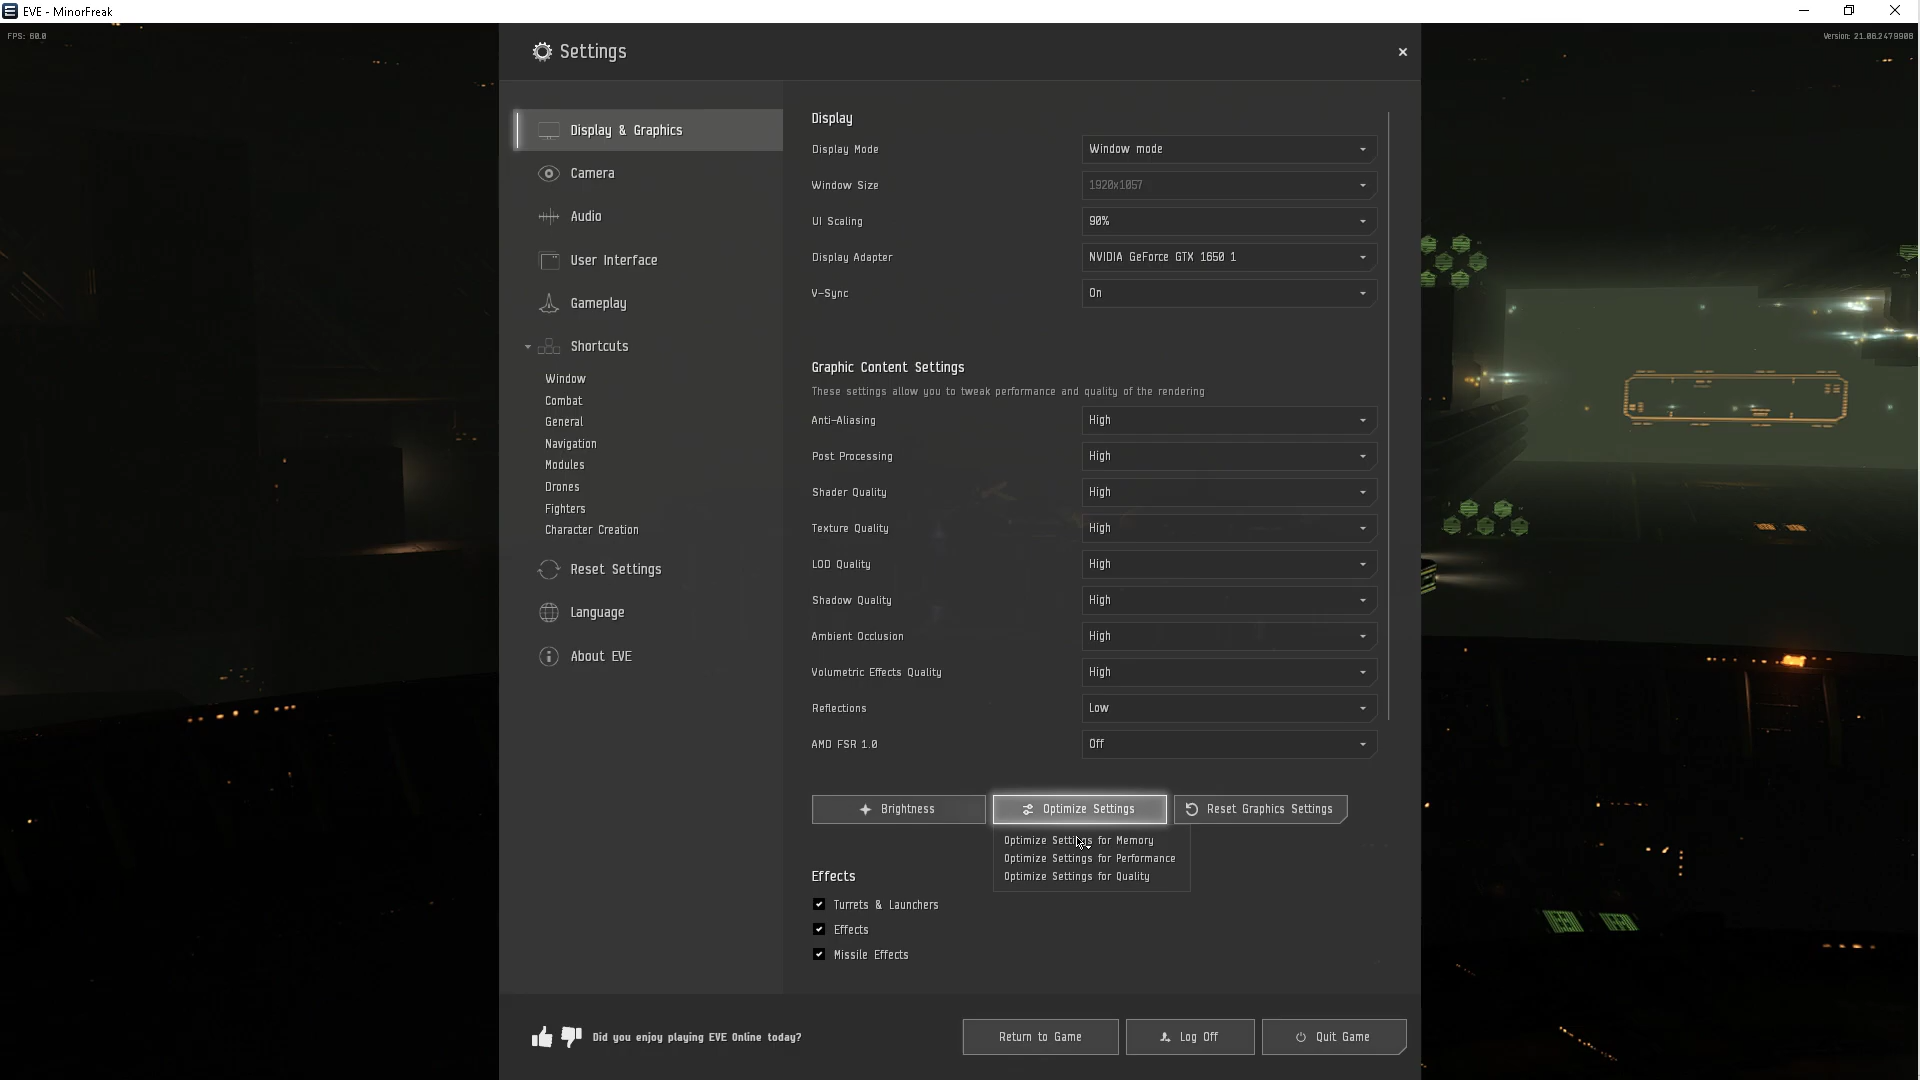 EVE - MinorFreak
FPS: 60.0
Version: 21.06.2479908
Settings
Display & Graphics
Camera
Audio
User Interface
Gameplay
Shortcuts
Window
Combat
General
Navigation
Modules
Drones
Fighters
Character Creation
Reset Settings
Language
About EVE
Display
Display Mode
Window mode
Window Size
1920x1057
UI Scaling
90%
Display Adapter
NVIDIA GeForce GTX 1650 1
V-Sync
On
Graphic Content Settings
These settings allow you to tweak performance and quality of the rendering
Anti-Aliasing
High
Post Processing
High
Shader Quality
High
Texture Quality
High
LOD Quality
High
Shadow Quality
High
Ambient Occlusion
High
Volumetric Effects Quality
High
Reflections
Low
AMD FSR 1.0
Off
Brightness
Optimize Settings
Reset Graphics Settings
Optimize Settings for Memory
Optimize Settings for Performance
Optimize Settings for Quality
Effects
Turrets & Launchers
Effects
Missile Effects
Did you enjoy playing EVE Online today?
Return to Game
Log Off
Quit Game